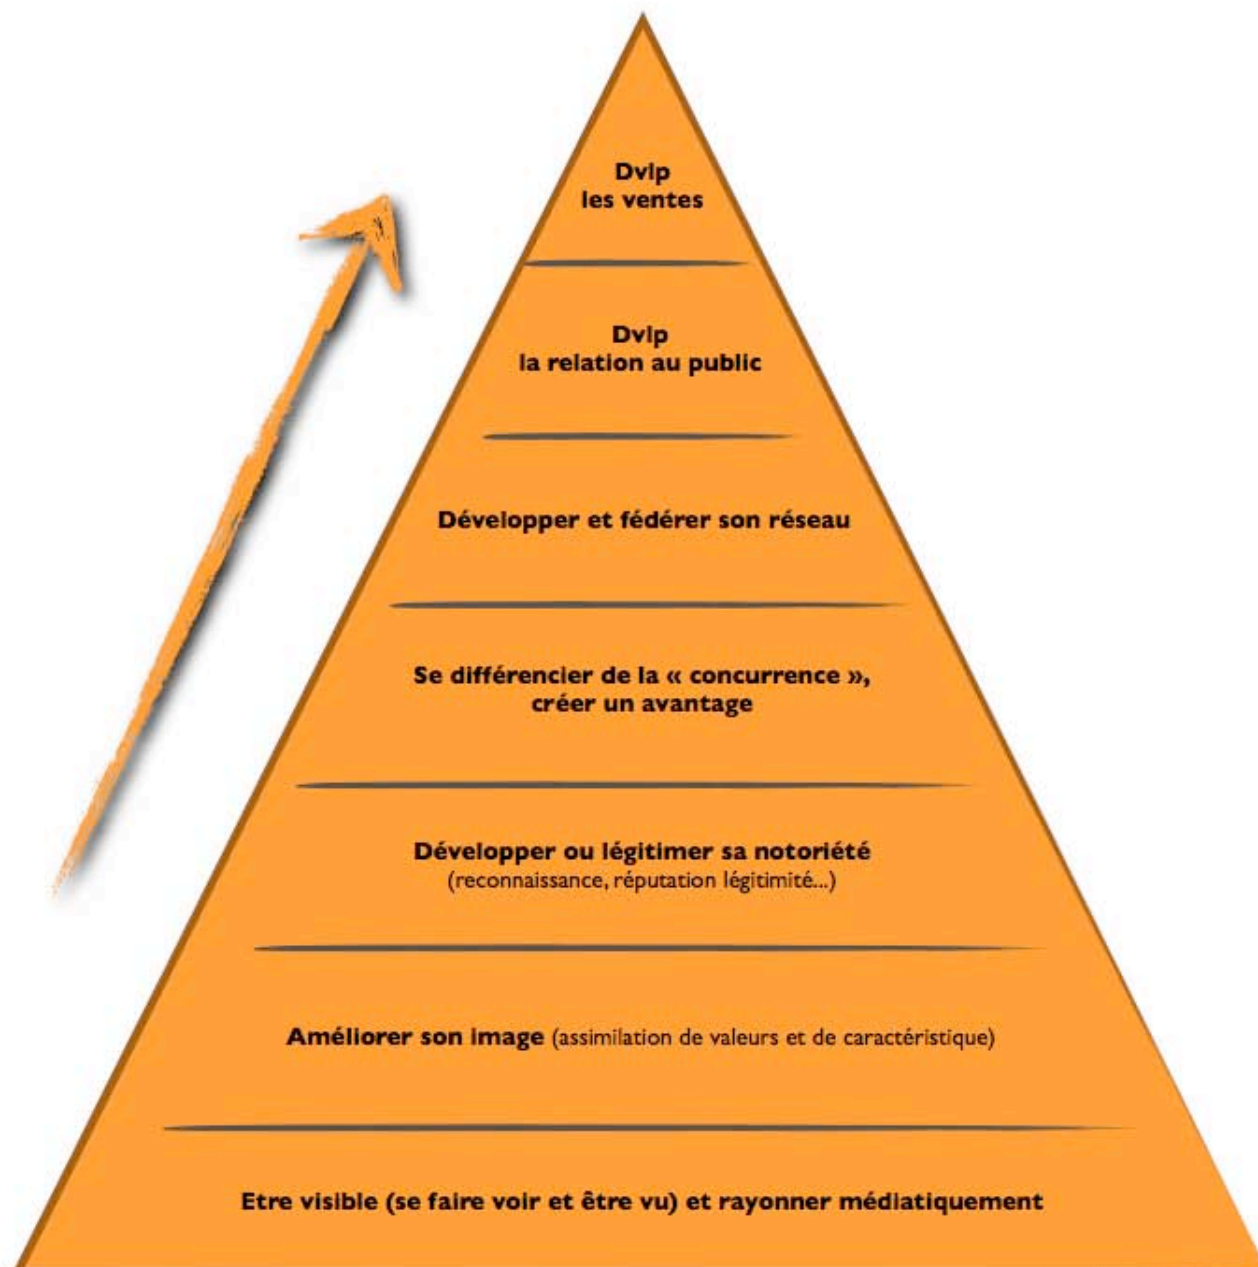 Dvlp
les ventes
Dvlp
la relation au public
Développer et fédérer son réseau
Se différencier de la « concurrence »,
créer un avantage
Développer ou légitimer sa notoriété
(reconnaissance, réputation légitimité...)
Améliorer son image (assimilation de valeurs et de caractéristique)
Etre visible (se faire voir et être vu) et rayonner médiatiquement